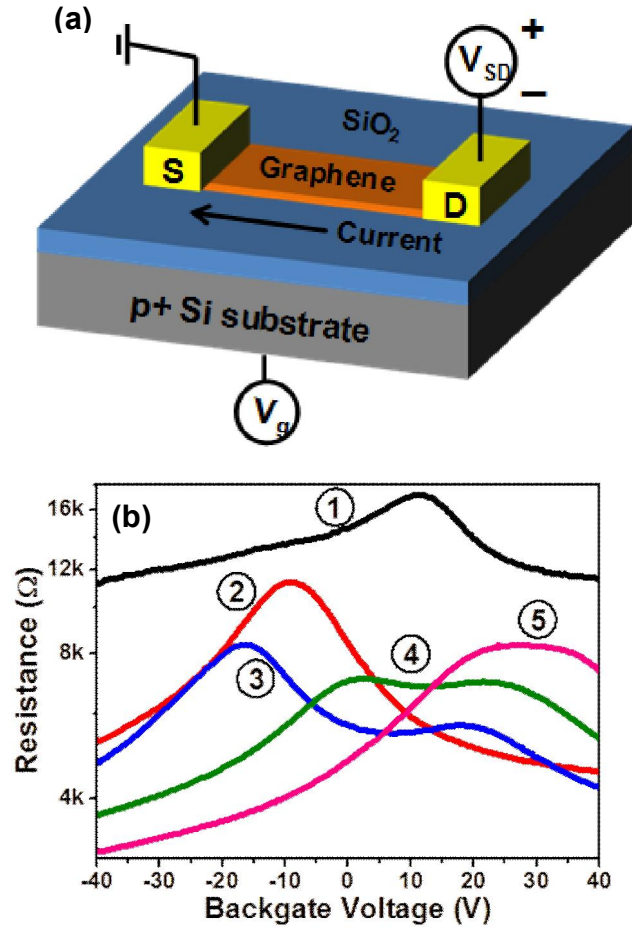 (a)
V_SD
+
−
SiO₂
Graphene
S
D
Current
p+ Si substrate
V_g
(b)
16k
12k
8k
4k
1
2
3
4
5
Resistance (Ω)
-40 -30 -20 -10 0 10 20 30 40
Backgate Voltage (V)